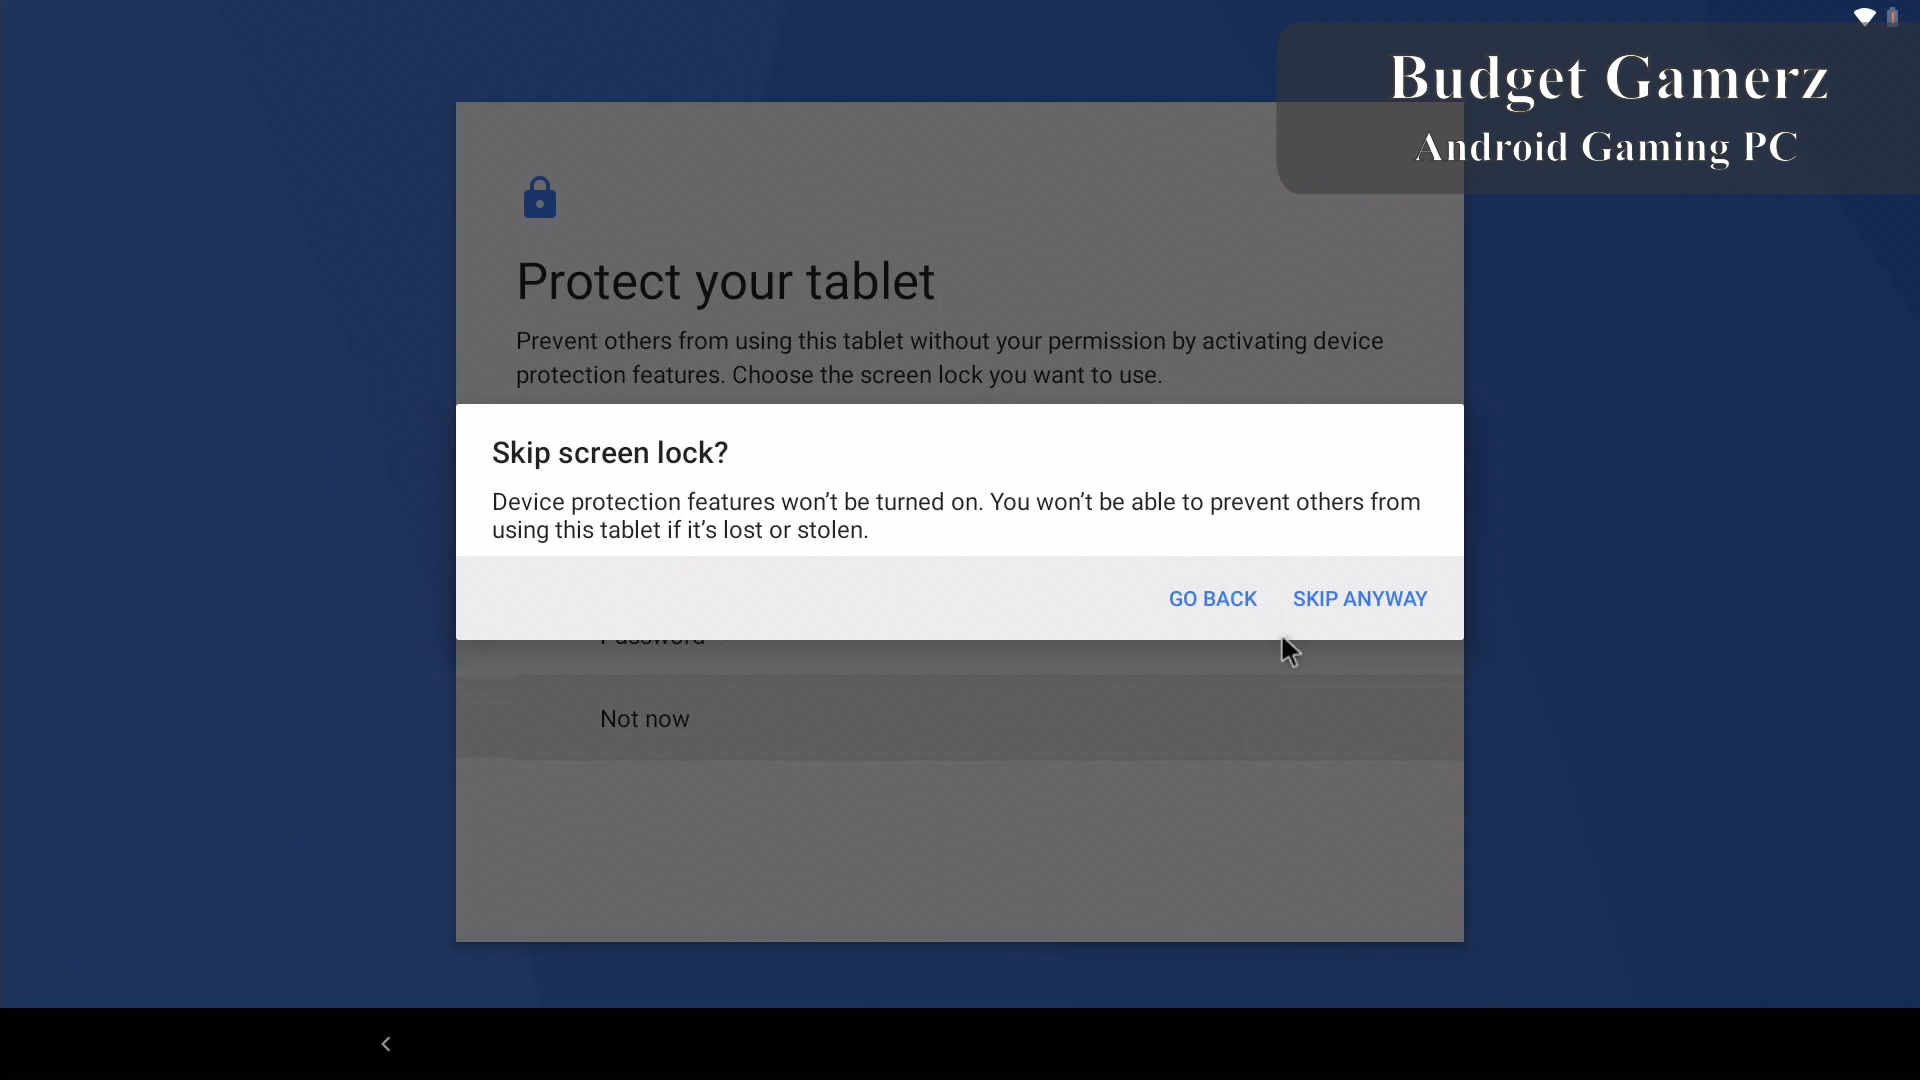 Budget Gamerz
Android Gaming PC
Protect your tablet
Prevent others from using this tablet without your permission by activating device
protection features. Choose the screen lock you want to use.
Skip screen lock?
Device protection features won’t be turned on. You won’t be able to prevent others from
using this tablet if it’s lost or stolen.
GO BACK SKIP ANYWAY
Password
Not now